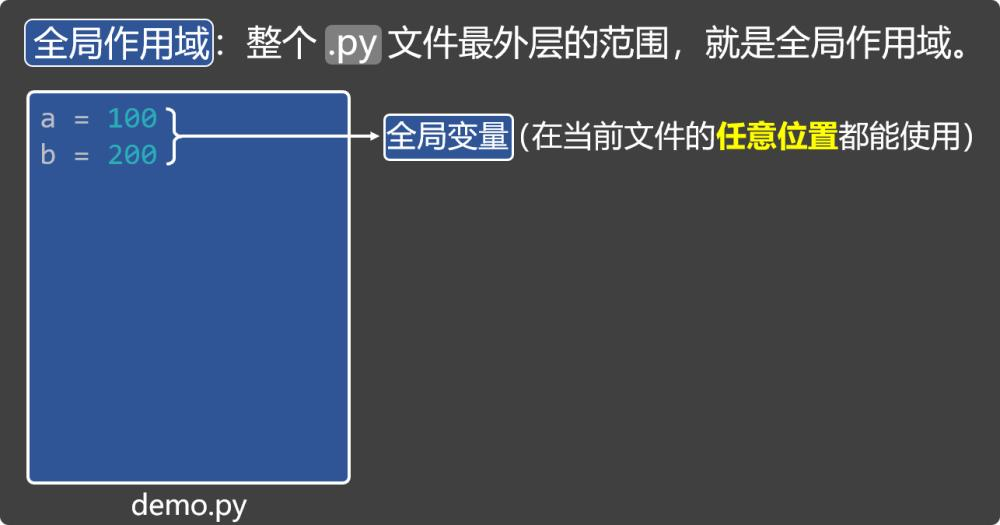 全局作用域：整个 .py 文件最外层的范围，就是全局作用域。
a = 100
b = 200
全局变量（在当前文件的任意位置都能使用）
demo.py